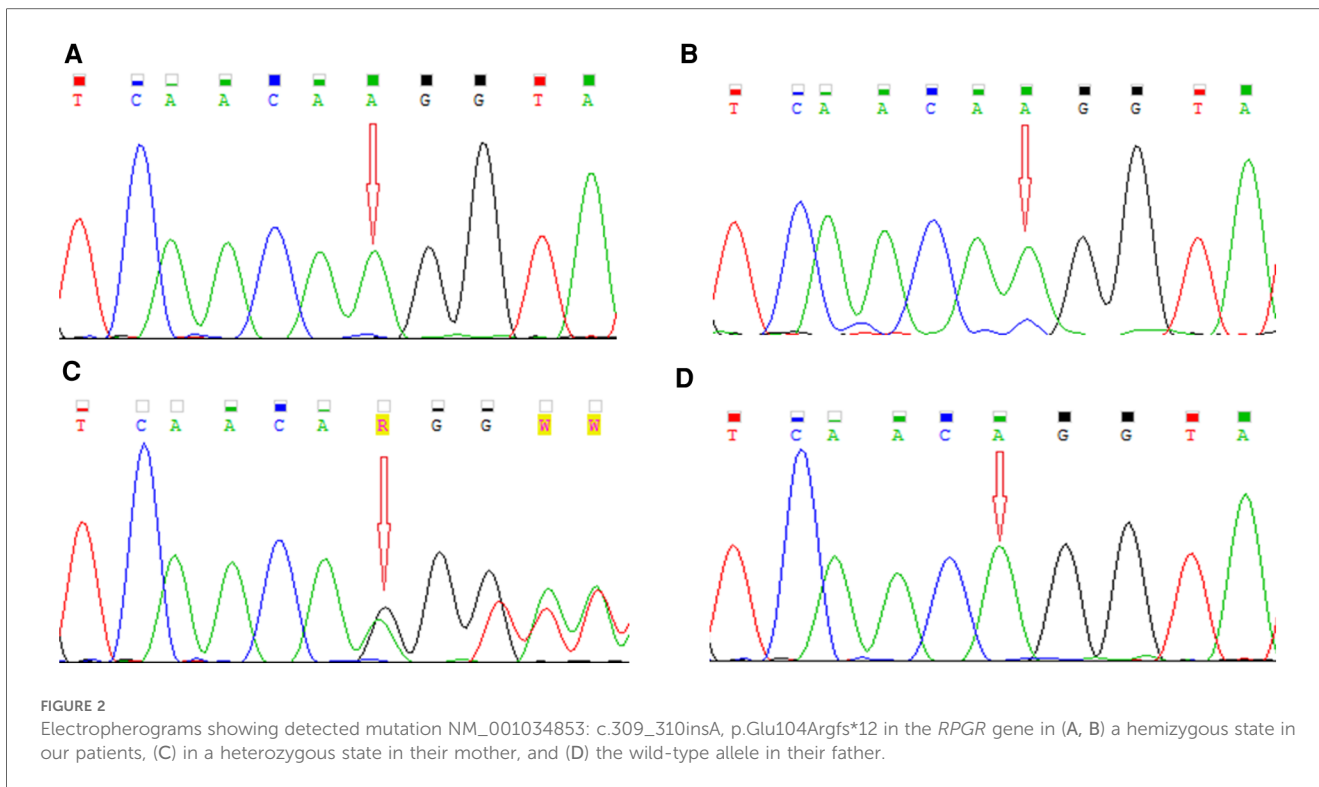 A
T C A A C A A G G T A
B
T C A A C A A G G T A
C
T C A A C A R G G W W
D
T C A A C A G G T A
FIGURE 2
Electropherograms showing detected mutation NM_001034853: c.309_310insA, p.Glu104Argfs*12 in the RPGR gene in (A, B) a hemizygous state in
our patients, (C) in a heterozygous state in their mother, and (D) the wild-type allele in their father.